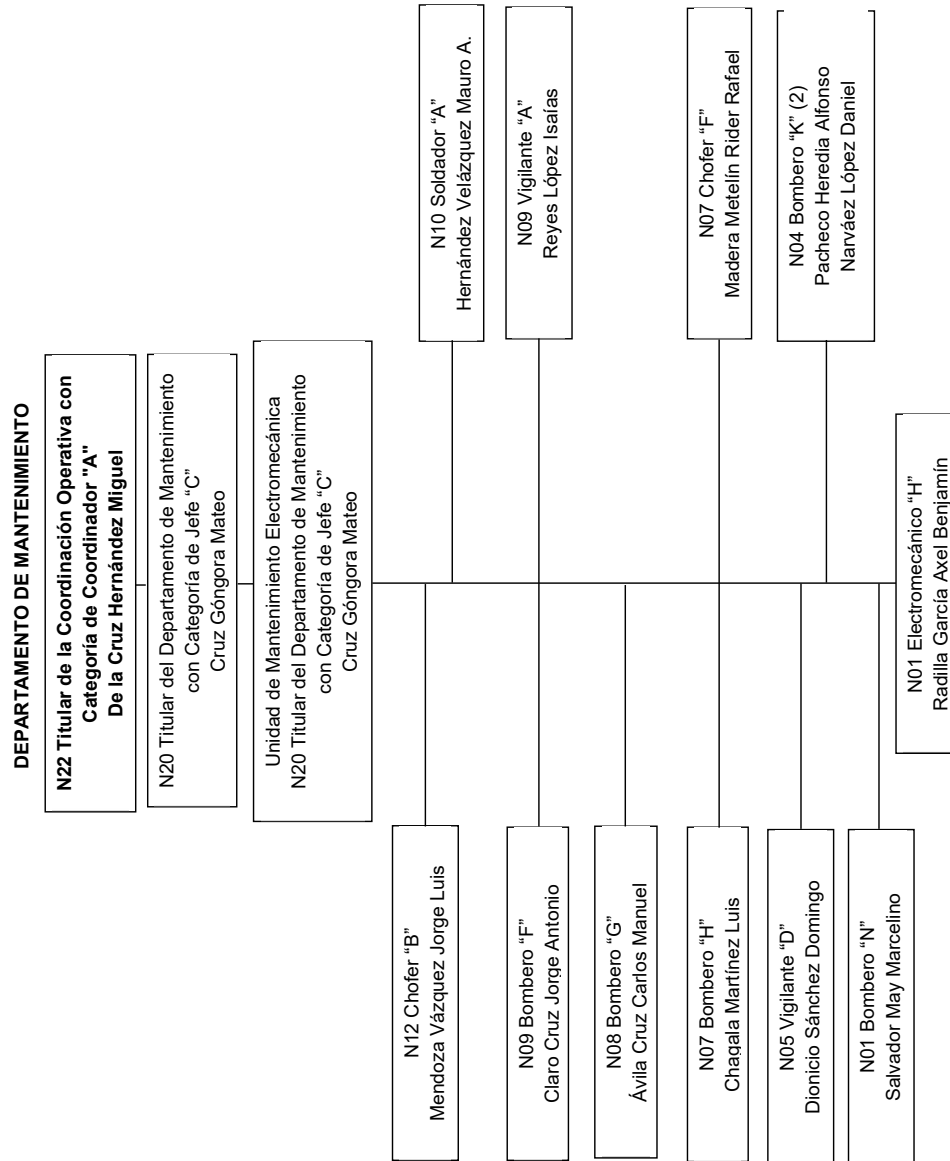 DEPARTAMENTO DE MANTENIMIENTO
N22 Titular de la Coordinación Operativa con
Categoría de Coordinador "A"
De la Cruz Hernández Miguel
N20 Titular del Departamento de Mantenimiento
con Categoría de Jefe “C”
Cruz Góngora Mateo
Unidad de Mantenimiento Electromecánica
N20 Titular del Departamento de Mantenimiento
con Categoría de Jefe “C”
Cruz Góngora Mateo
N12 Chofer “B”
Mendoza Vázquez Jorge Luis
N10 Soldador “A”
Hernández Velázquez Mauro A.
N09 Bombero “F”
Claro Cruz Jorge Antonio
N09 Vigilante “A”
Reyes López Isaías
N08 Bombero “G”
Ávila Cruz Carlos Manuel
N07 Bombero “H”
Chagala Martínez Luis
N07 Chofer “F”
Madera Metelín Rider Rafael
N05 Vigilante “D”
Dionicio Sánchez Domingo
N04 Bombero “K” (2)
Pacheco Heredia Alfonso
Narváez López Daniel
N01 Bombero “N”
Salvador May Marcelino
N01 Electromecánico “H”
Radilla García Axel Benjamín